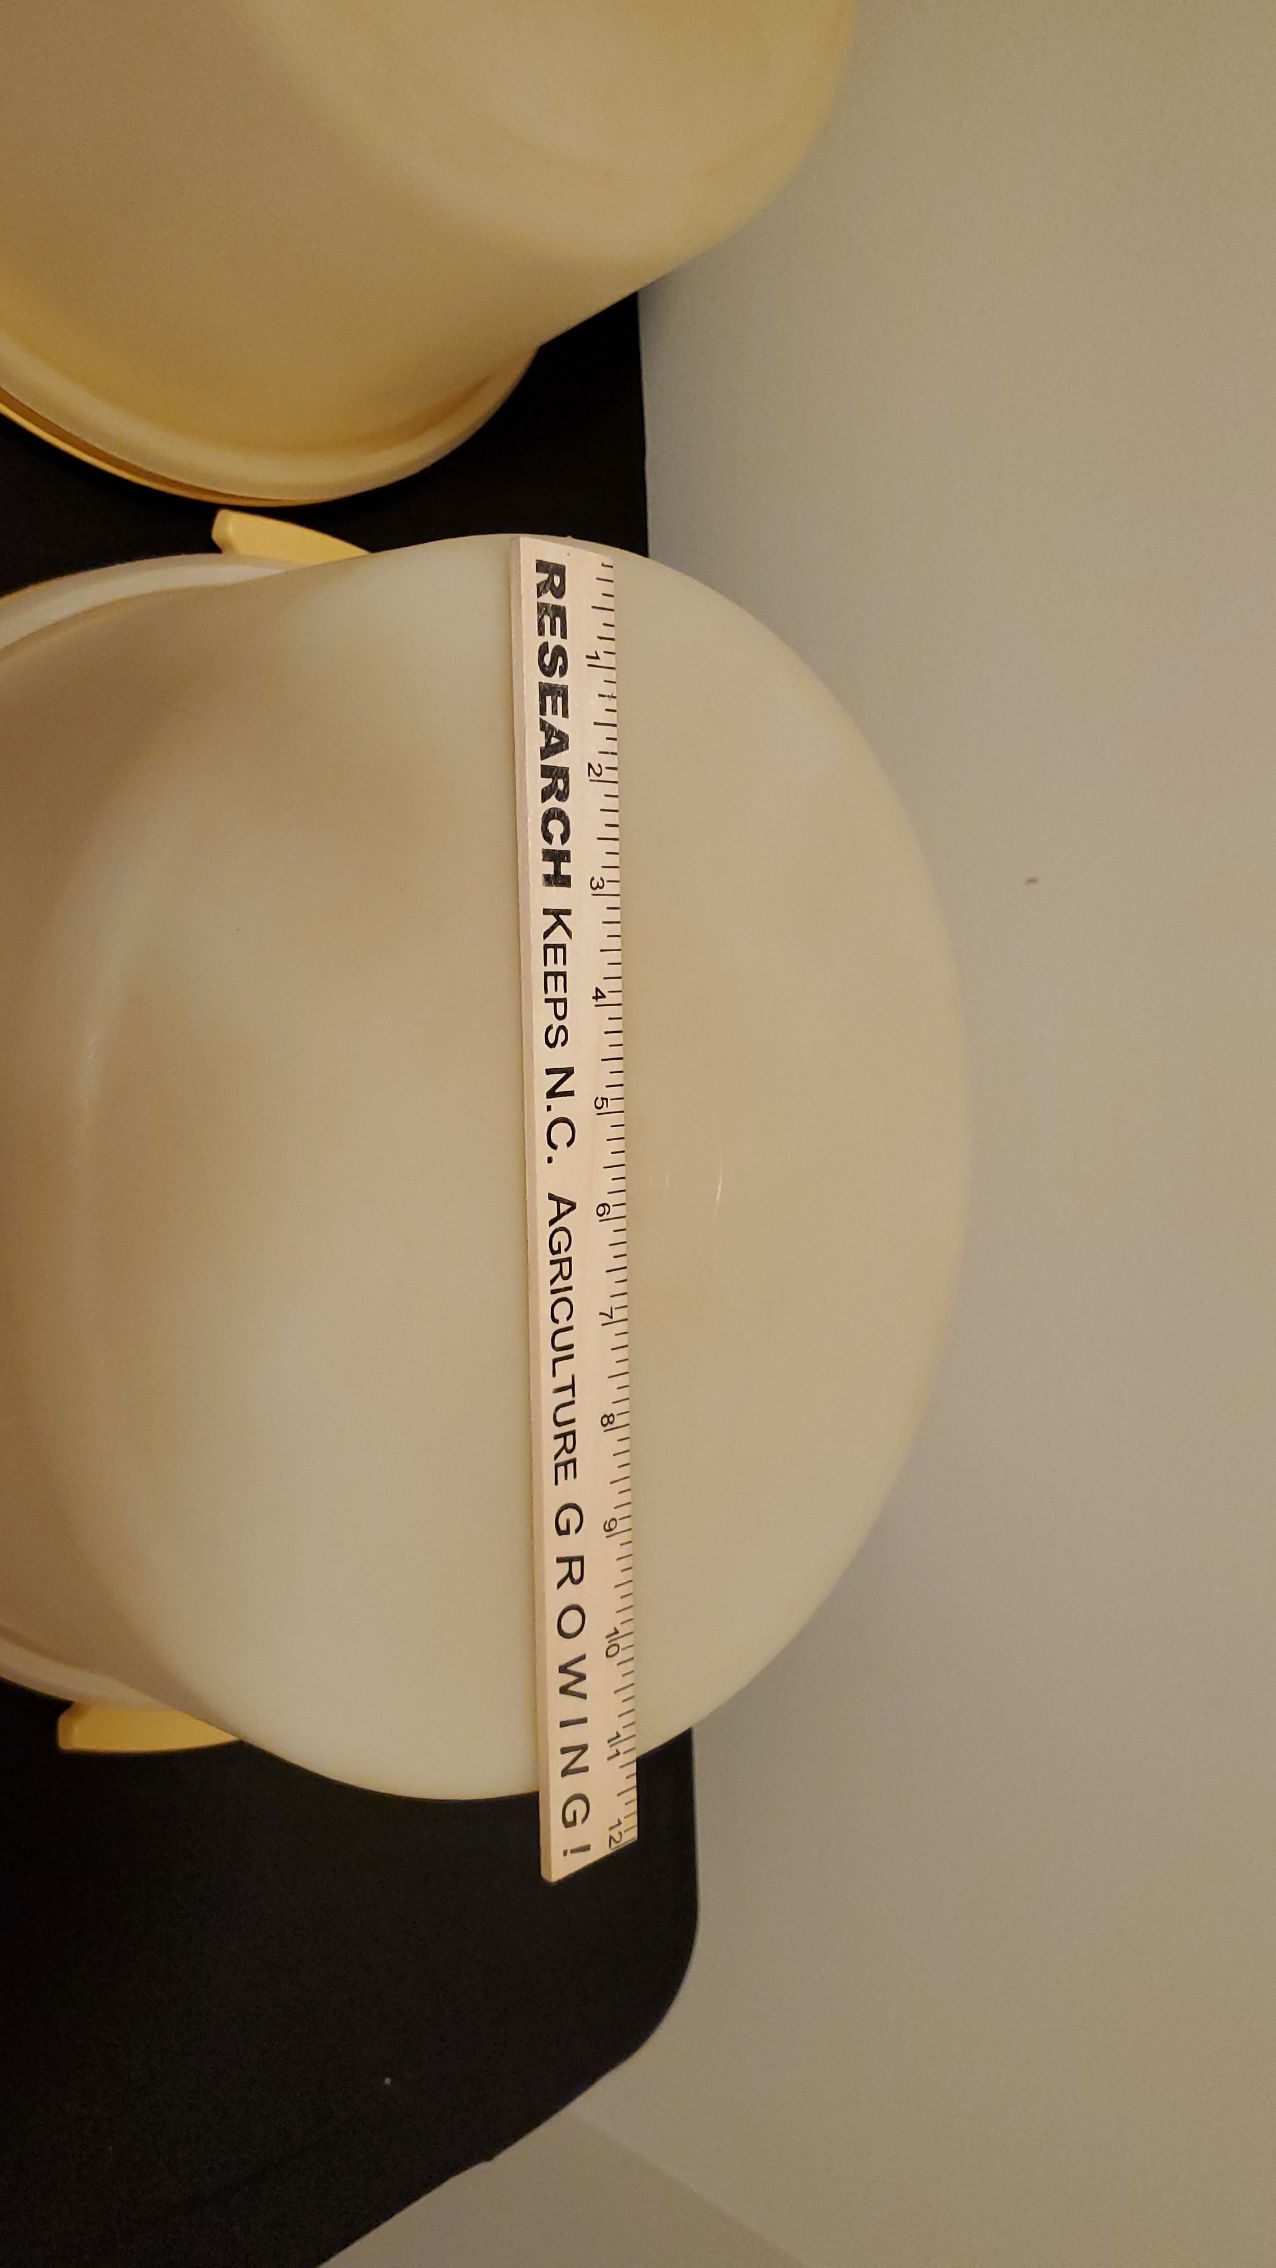 1 2 3 4 5 6 7 8 9 10 11 12
RESEARCH KEEPS N.C. AGRICULTURE GROWING!